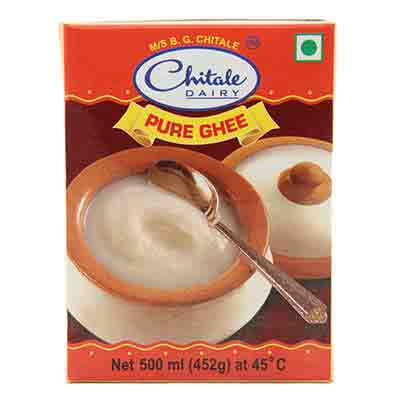 M/S B. G. CHITALE
Chitale
DAIRY
PURE GHEE
Net 500 ml (452g) at 45°C